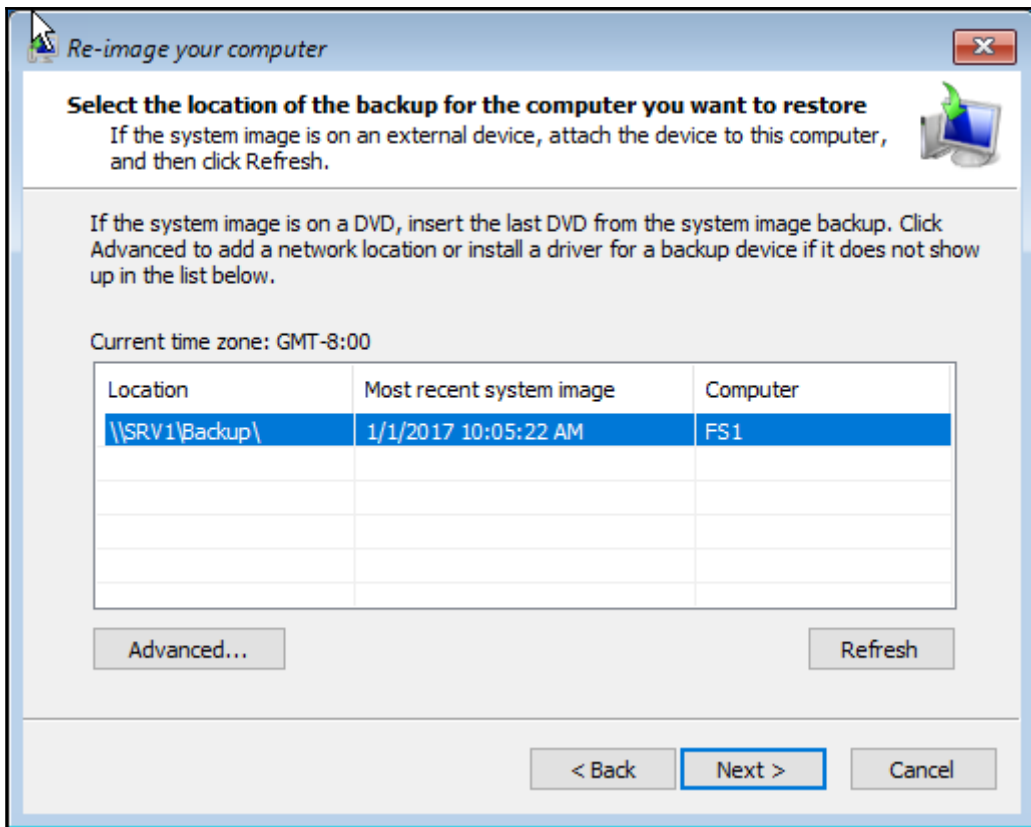 Re-image your computer
Select the location of the backup for the computer you want to restore
If the system image is on an external device, attach the device to this computer,
and then click Refresh.
If the system image is on a DVD, insert the last DVD from the system image backup. Click
Advanced to add a network location or install a driver for a backup device if it does not show
up in the list below.
Current time zone: GMT-8:00
Location Most recent system image Computer
\\SRV1\Backup\ 1/1/2017 10:05:22 AM FS1
Advanced... Refresh
< Back Next > Cancel